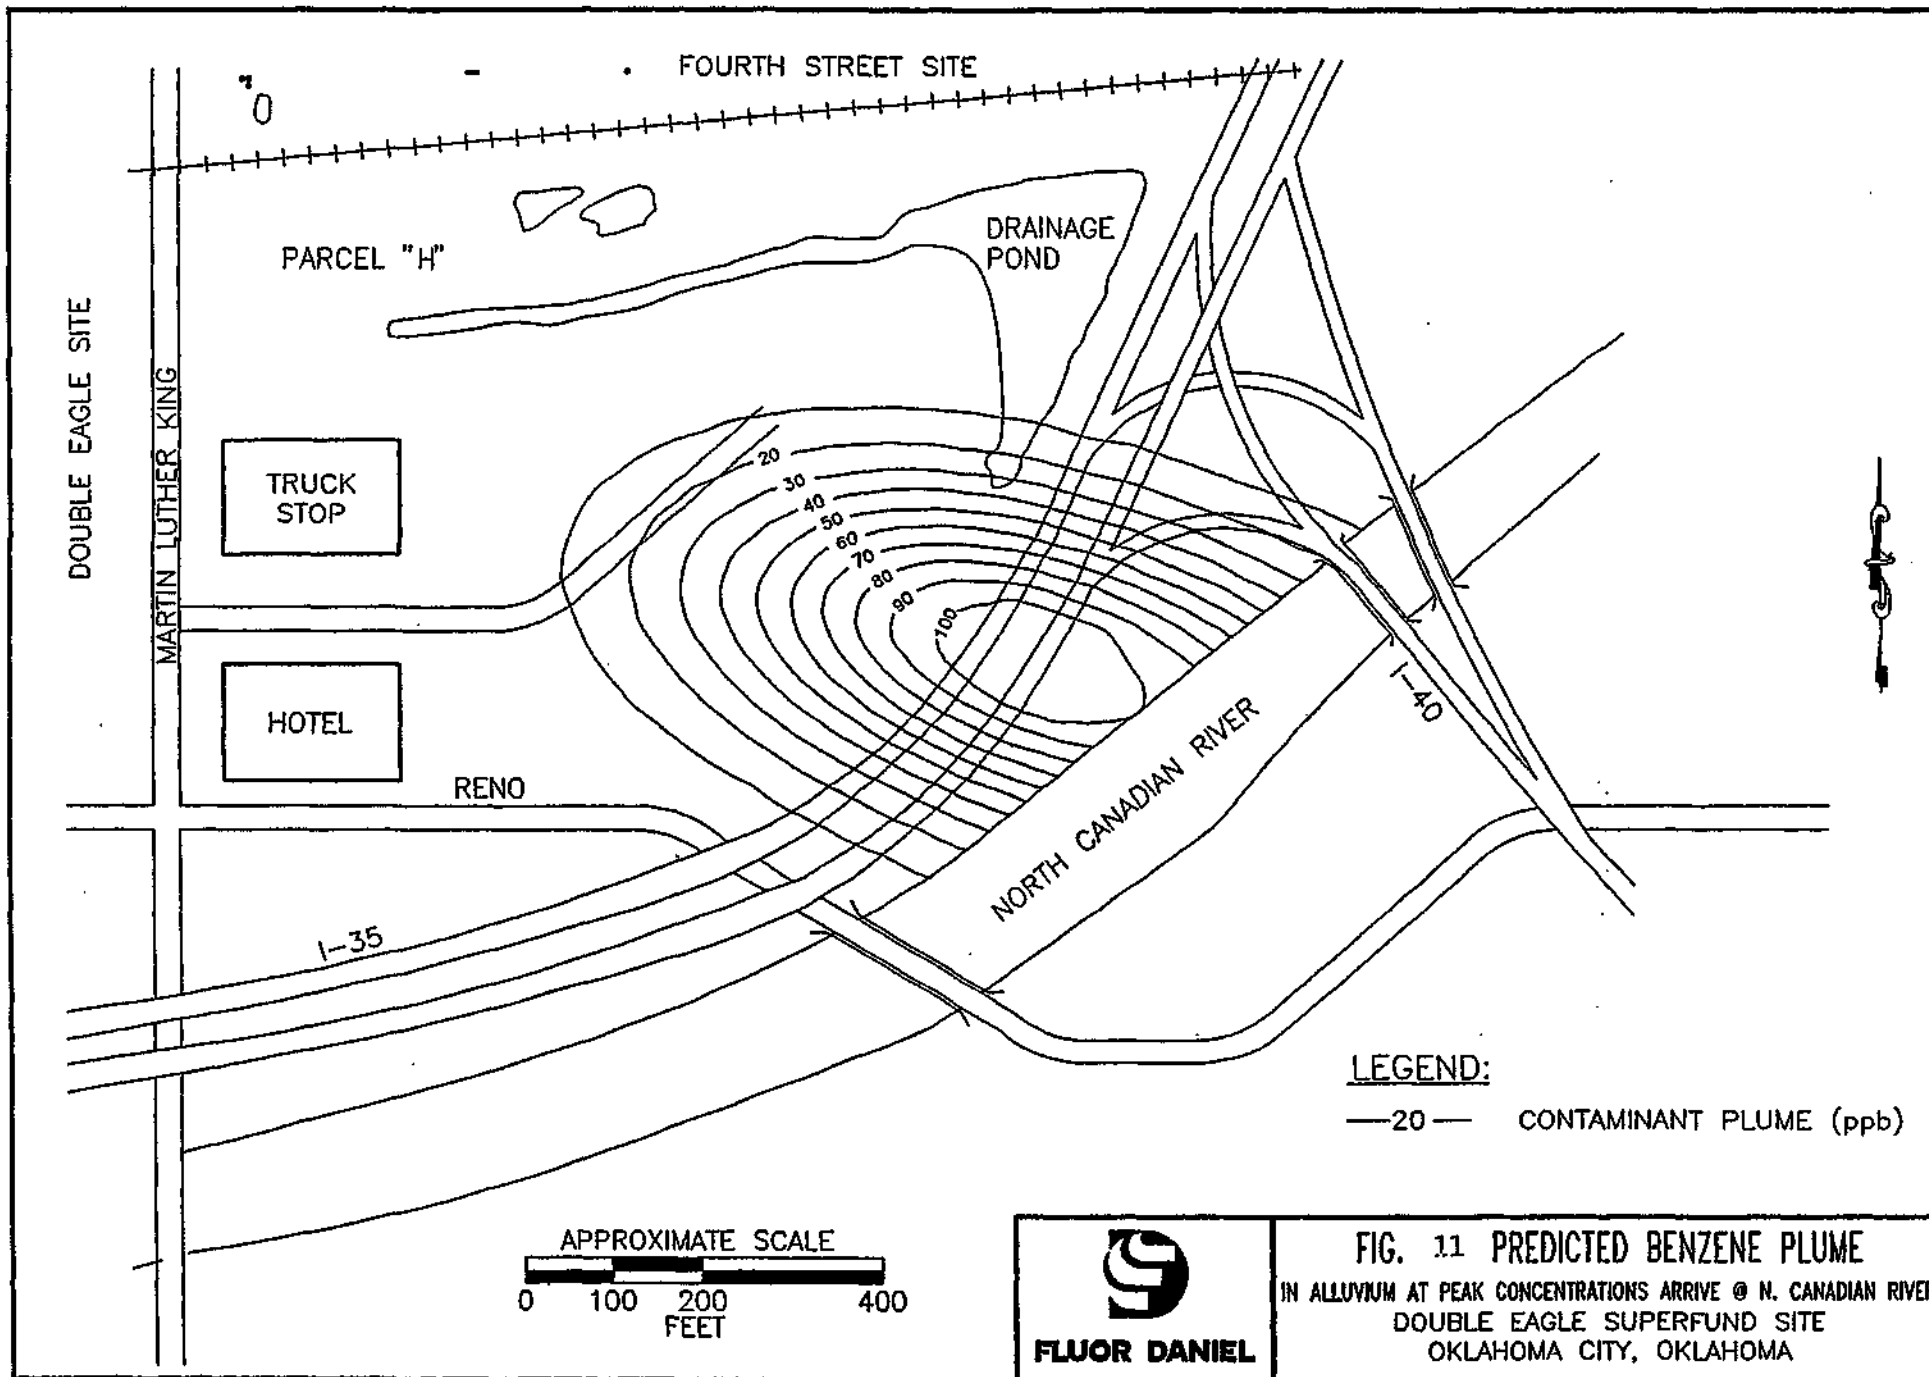 FOURTH STREET SITE
DRAINAGE
POND
PARCEL "H"
DOUBLE EAGLE SITE
MARTIN LUTHER KING
TRUCK
STOP
HOTEL
RENO
20
30
40
50
60
70
80
90
100
I-40
NORTH CANADIAN RIVER
I-35
LEGEND:
—20— CONTAMINANT PLUME (ppb)
APPROXIMATE SCALE
0 100 200 400
FEET
FLUOR DANIEL
FIG. 11 PREDICTED BENZENE PLUME
IN ALLUVIUM AT PEAK CONCENTRATIONS ARRIVE @ N. CANADIAN RIVER
DOUBLE EAGLE SUPERFUND SITE
OKLAHOMA CITY, OKLAHOMA